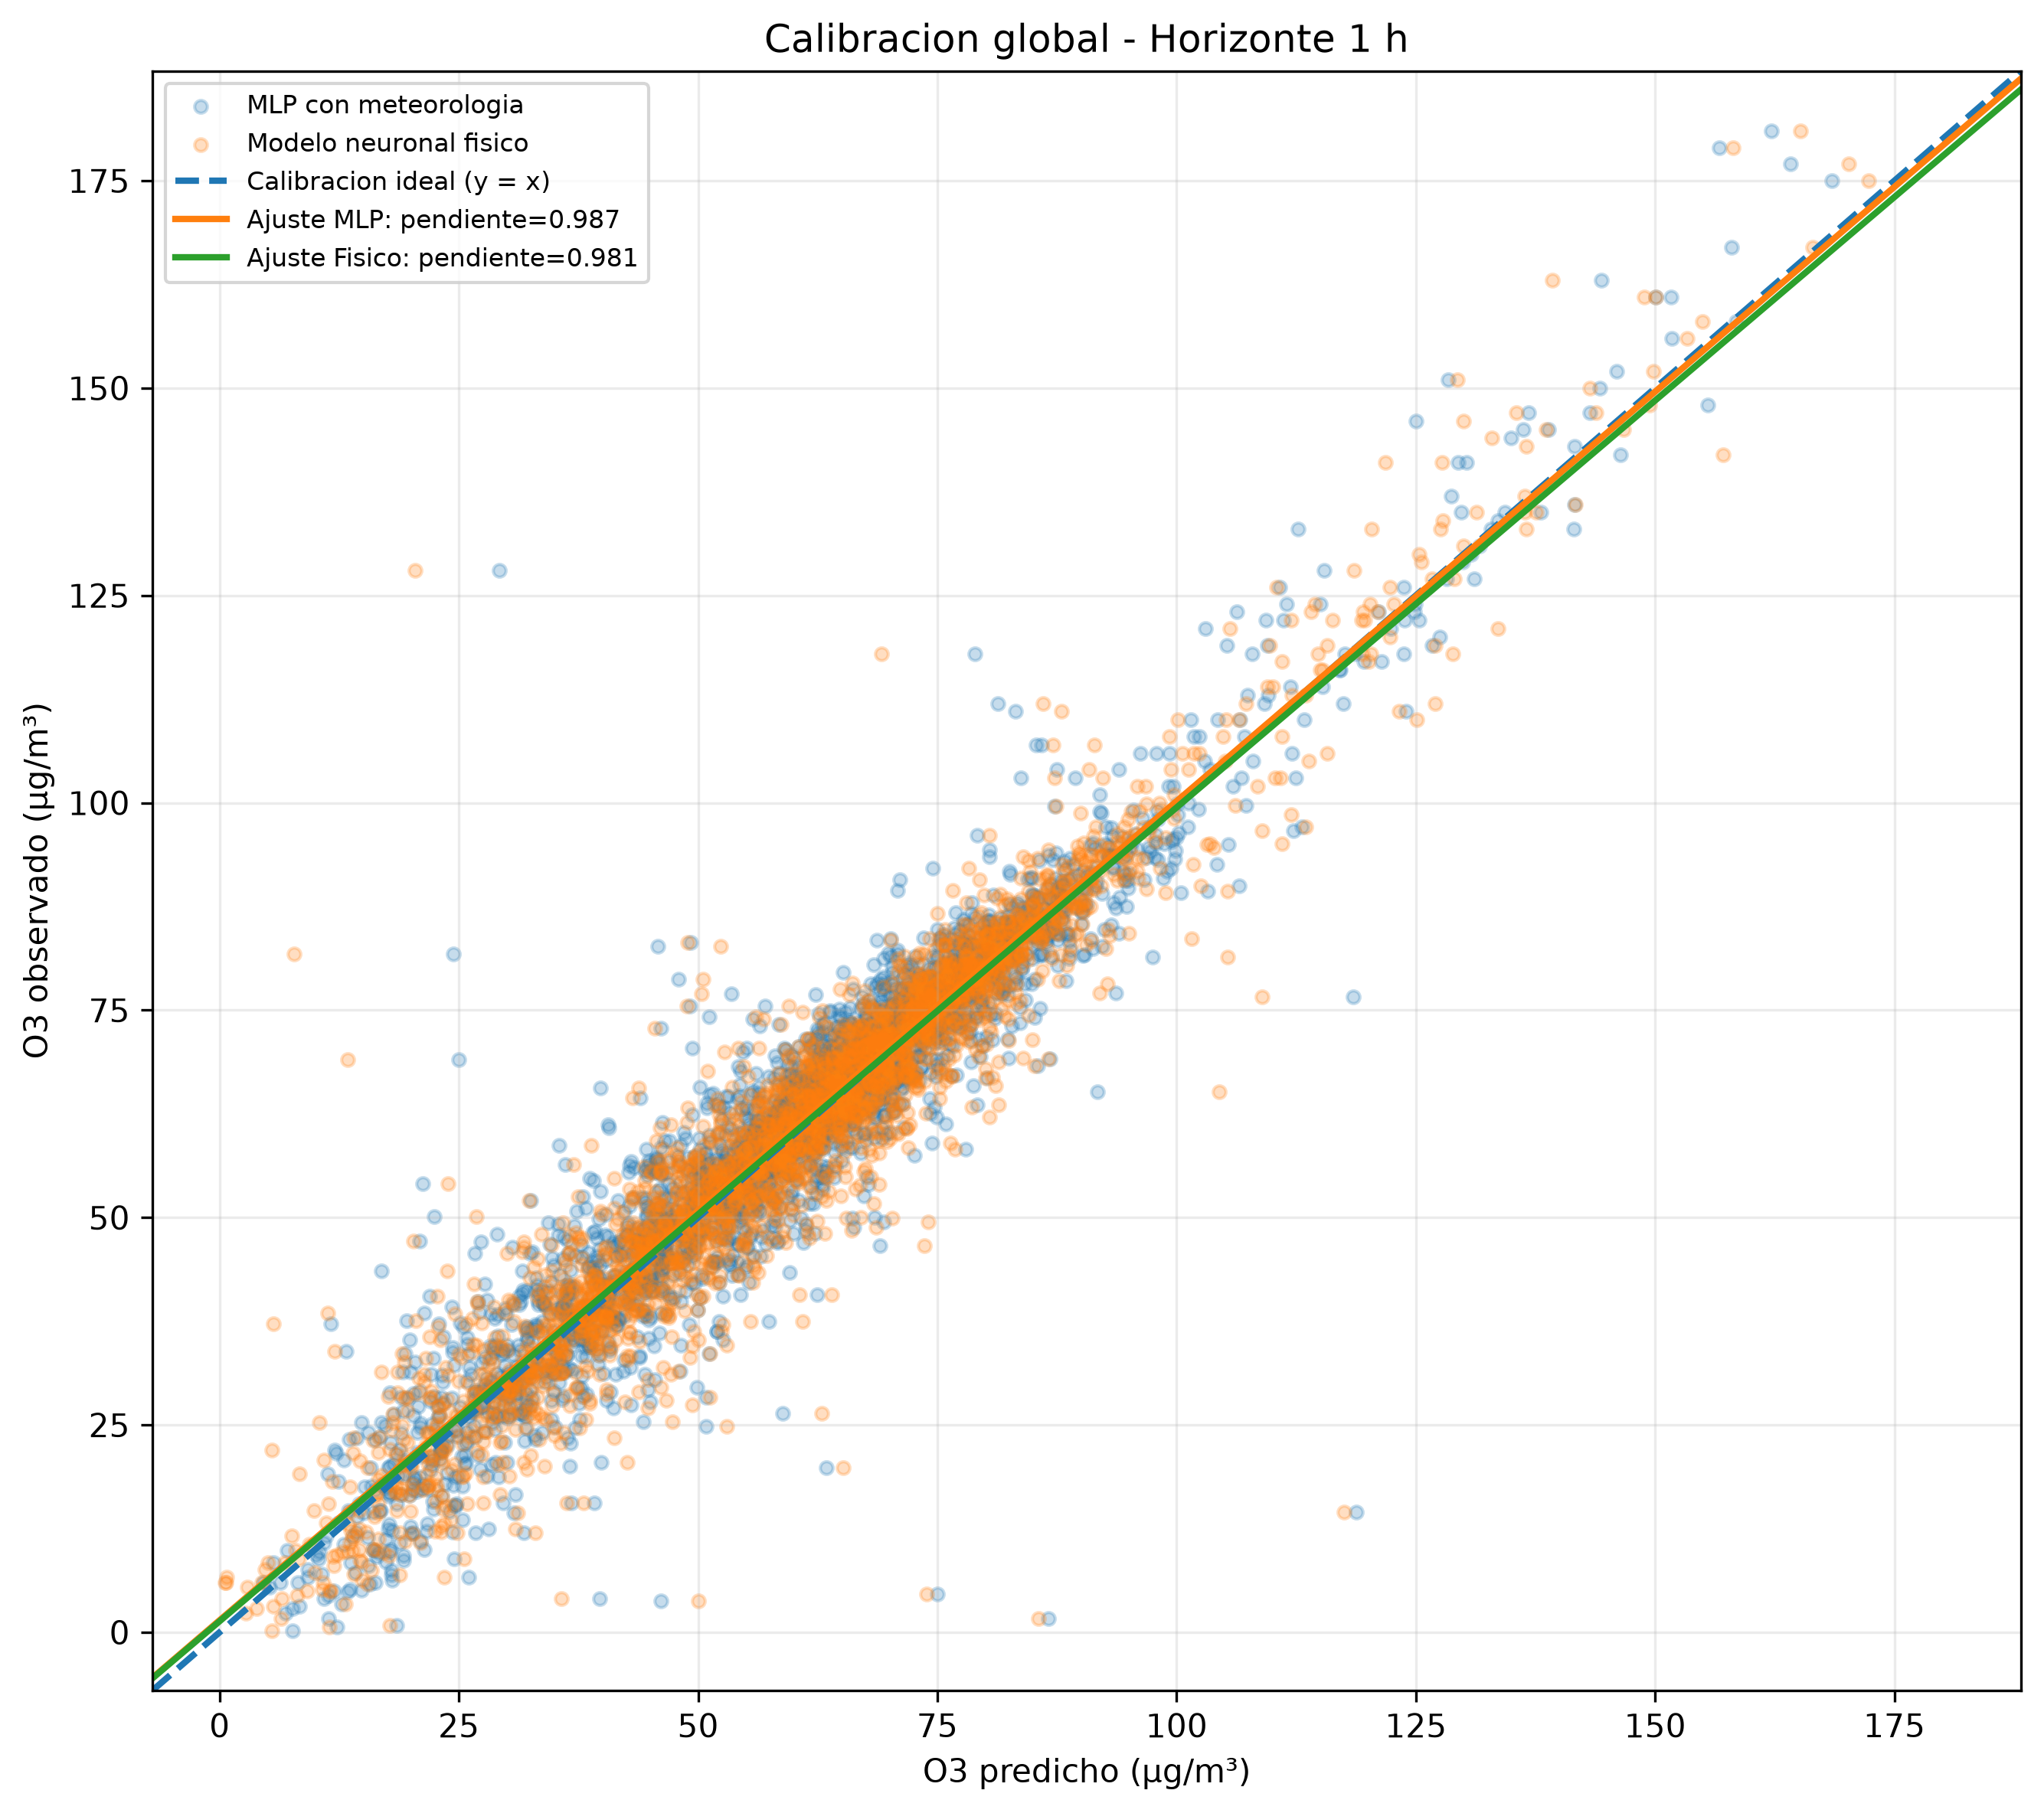 Calibracion global - Horizonte 1 h
MLP con meteorologia
Modelo neuronal fisico
Calibracion ideal (y = x)
Ajuste MLP: pendiente=0.987
Ajuste Fisico: pendiente=0.981
O3 observado (µg/m³)
175
150
125
100
75
50
25
0
0 25 50 75 100 125 150 175
O3 predicho (µg/m³)